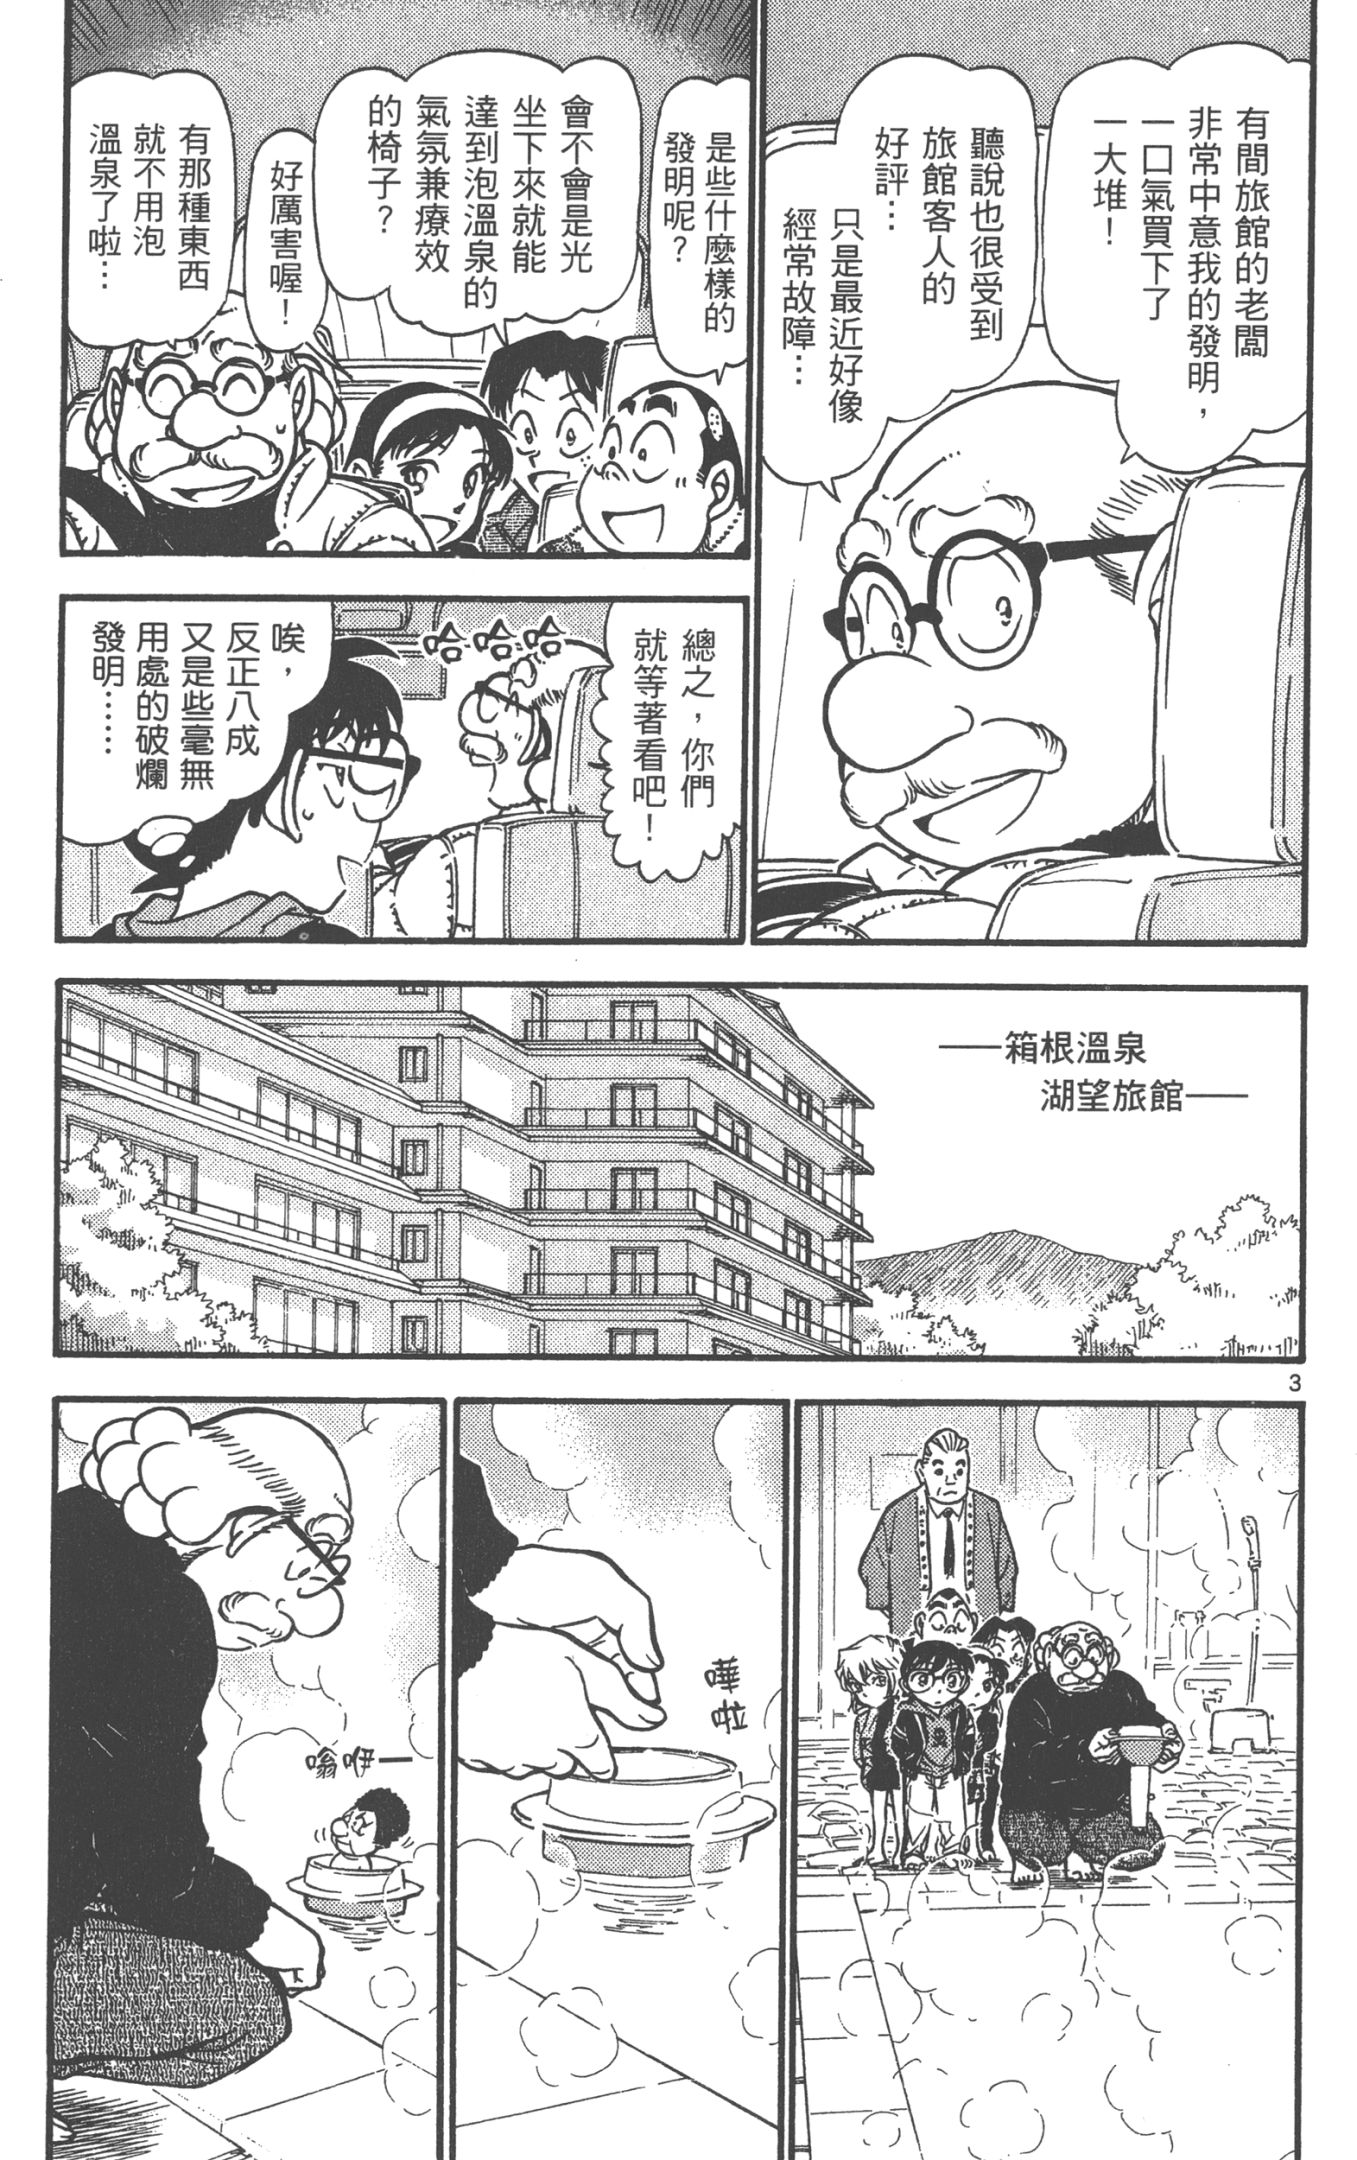 有間旅館的老闆
非常中意我的發明，
一口氣買下了
一大堆！
聽說也很受到
旅館客人的
好評…
只是最近好像
經常故障…
是些什麼樣的
發明呢？
會不會是光
坐下來就能
達到泡溫泉的
氣氛兼療效
的椅子？
好厲害喔！
有那種東西
就不用泡
溫泉了啦…
總之，你們
就等著看吧！
哈哈哈
唉，
反正八成
又是些毫無
用處的破爛
發明……
——箱根溫泉
湖望旅館——
3
嘩啦
嗡咿—